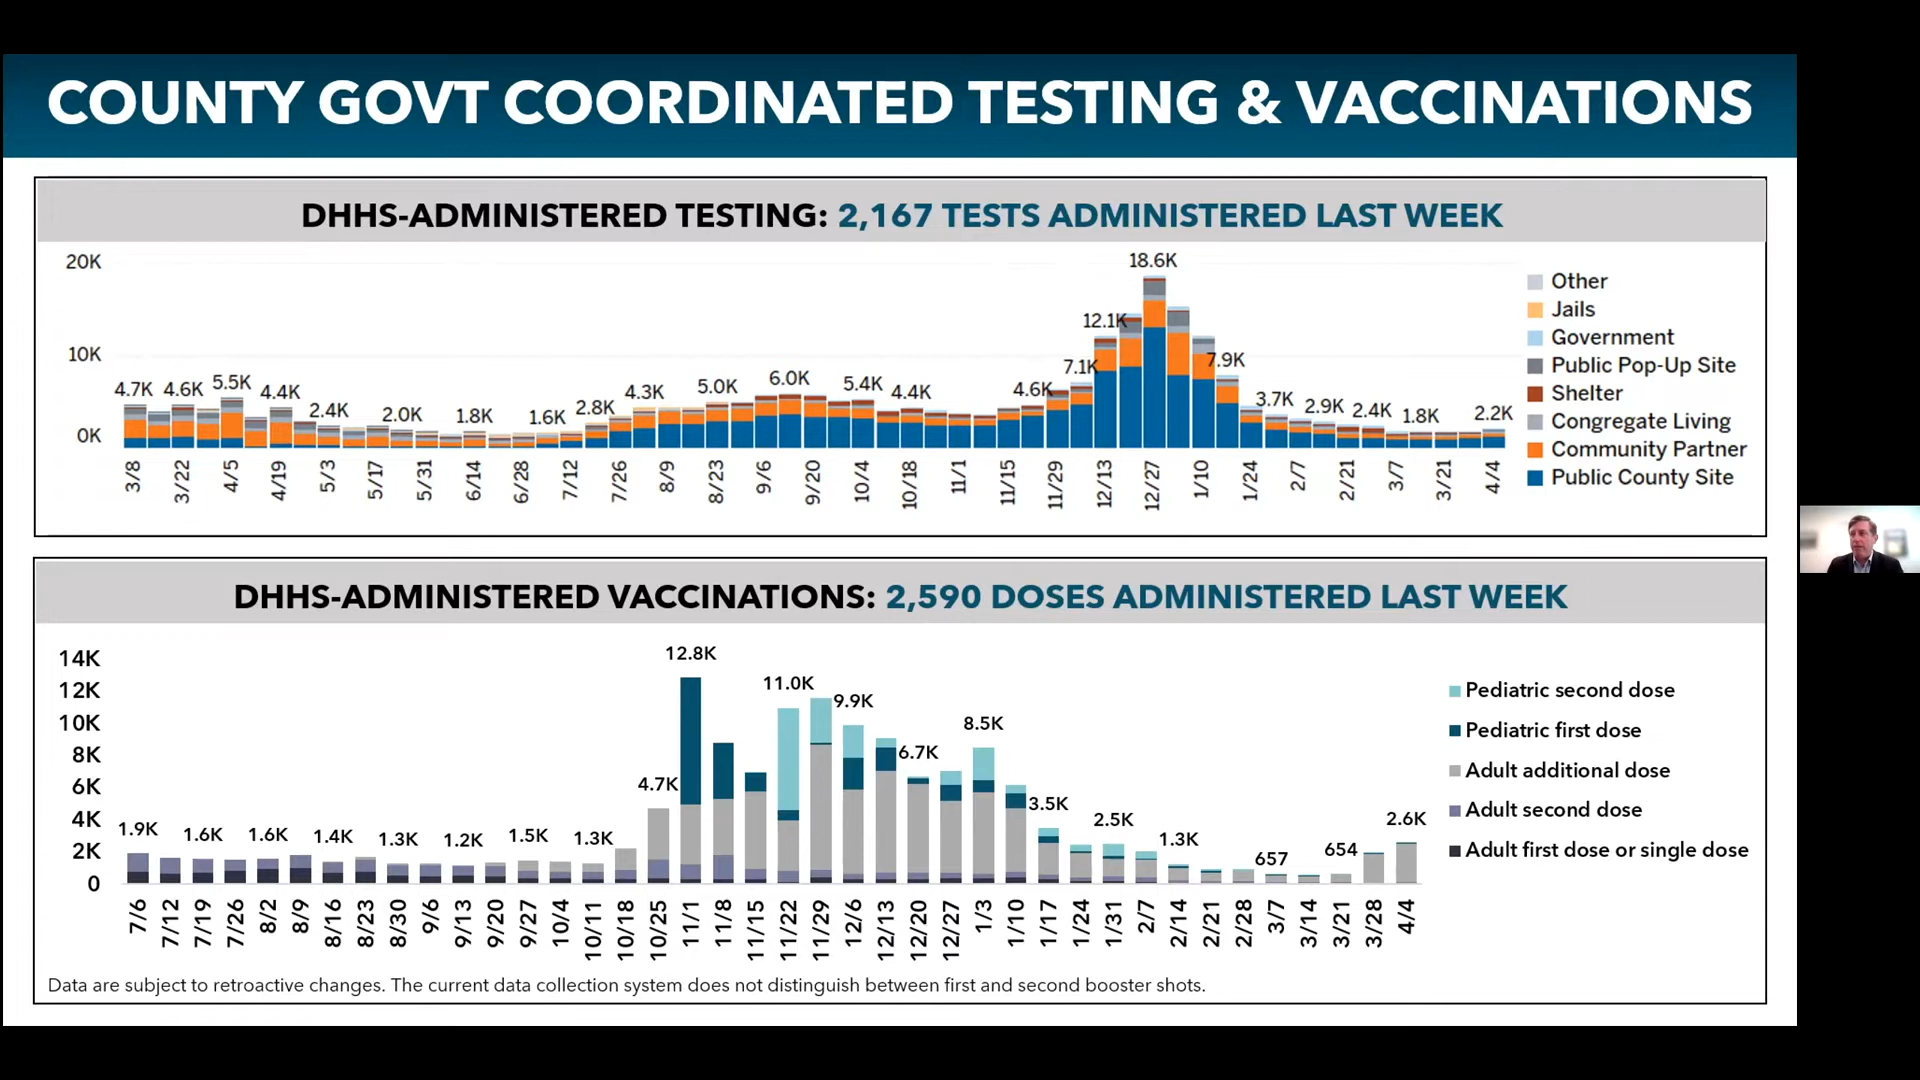 COUNTY GOVT COORDINATED TESTING & VACCINATIONS
DHHS-ADMINISTERED TESTING: 2,167 TESTS ADMINISTERED LAST WEEK
20K
10K
0K
4.7K 4.6K 5.5K 4.4K 2.4K 2.0K 1.8K 1.6K 2.8K 4.3K 5.0K 6.0K 5.4K 4.4K 4.6K 7.1K 12.1K 18.6K 7.9K 3.7K 2.9K 2.4K 1.8K 2.2K
3/8 3/22 4/5 4/19 5/3 5/17 5/31 6/14 6/28 7/12 7/26 8/9 8/23 9/6 9/20 10/4 10/18 11/1 11/15 11/29 12/13 12/27 1/10 1/24 2/7 2/21 3/7 3/21 4/4
Other
Jails
Government
Public Pop-Up Site
Shelter
Congregate Living
Community Partner
Public County Site
DHHS-ADMINISTERED VACCINATIONS: 2,590 DOSES ADMINISTERED LAST WEEK
14K
12K
10K
8K
6K
4K
2K
0
1.9K 1.6K 1.6K 1.4K 1.3K 1.2K 1.5K 1.3K 4.7K 12.8K 11.0K 9.9K 6.7K 8.5K 3.5K 2.5K 1.3K 657 654 2.6K
7/6 7/12 7/19 7/26 8/2 8/9 8/16 8/23 8/30 9/6 9/13 9/20 9/27 10/4 10/11 10/18 10/25 11/1 11/8 11/15 11/22 11/29 12/6 12/13 12/20 12/27 1/3 1/10 1/17 1/24 1/31 2/7 2/14 2/21 2/28 3/7 3/14 3/21 3/28 4/4
Pediatric second dose
Pediatric first dose
Adult additional dose
Adult second dose
Adult first dose or single dose
Data are subject to retroactive changes. The current data collection system does not distinguish between first and second booster shots.